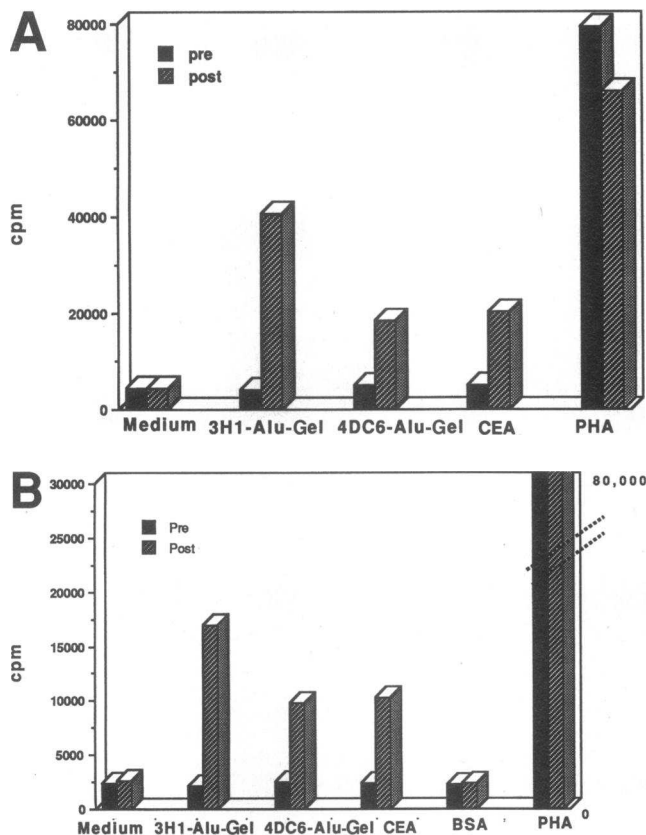 A
80000
60000
40000
20000
0
cpm
pre
post
Medium 3H1-Alu-Gel 4DC6-Alu-Gel CEA PHA
B
30000
25000
20000
15000
10000
5000
0
cpm
Pre
Post
80,000
0
Medium 3H1-Alu-Gel 4DC6-Alu-Gel CEA BSA PHA